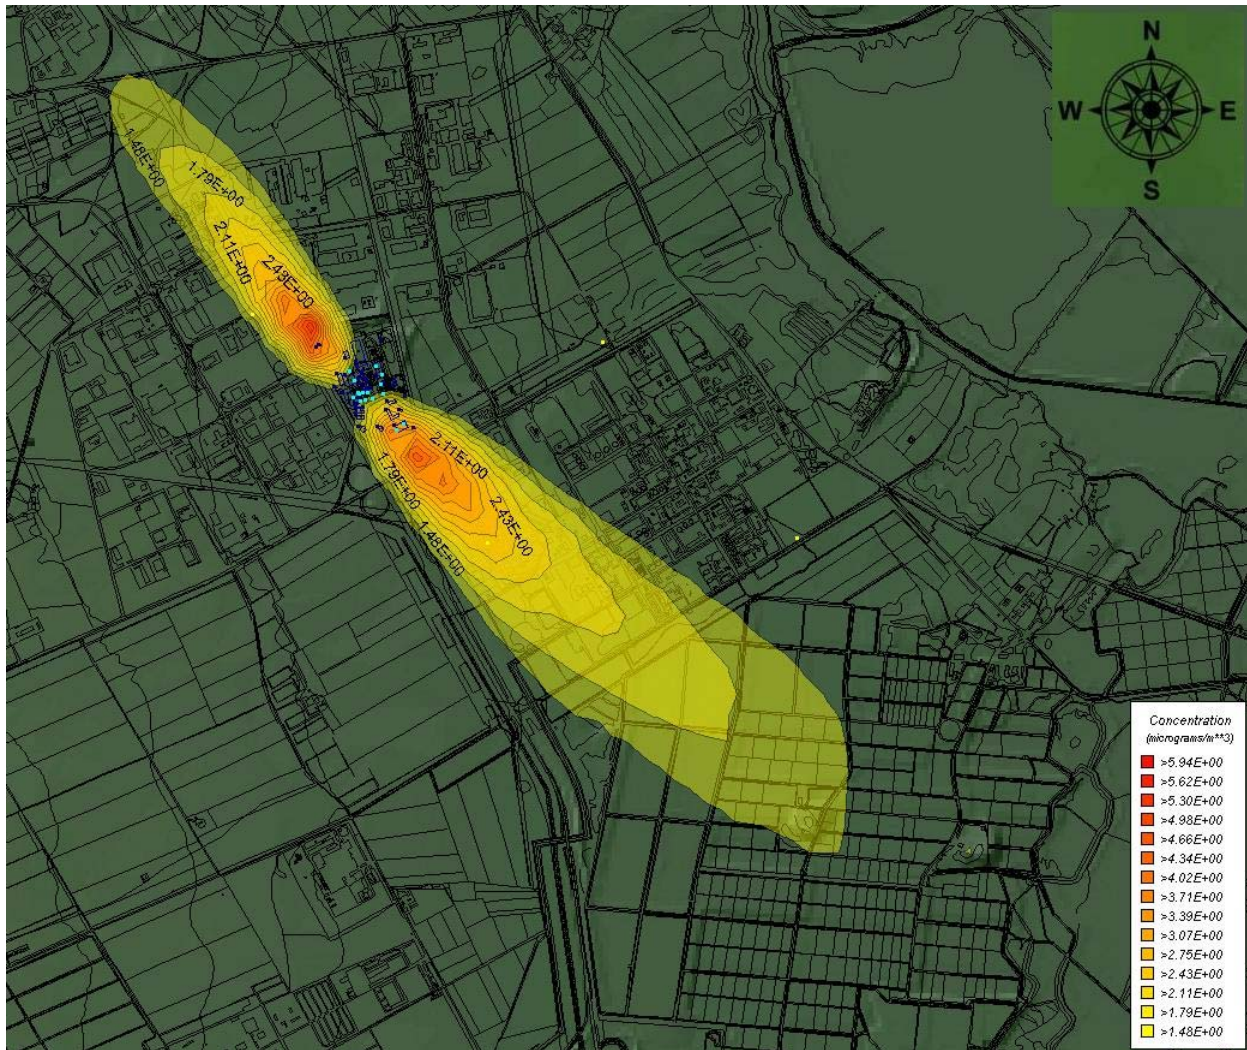 N
W E
S
1.48E+00
1.79E+00
2.11E+00
2.43E+00
2.11E+00
1.79E+00
2.43E+00
1.48E+00
Concentration
(micrograms/m**3)
>5.94E+00
>5.62E+00
>5.30E+00
>4.98E+00
>4.66E+00
>4.34E+00
>4.02E+00
>3.71E+00
>3.39E+00
>3.07E+00
>2.75E+00
>2.43E+00
>2.11E+00
>1.79E+00
>1.48E+00